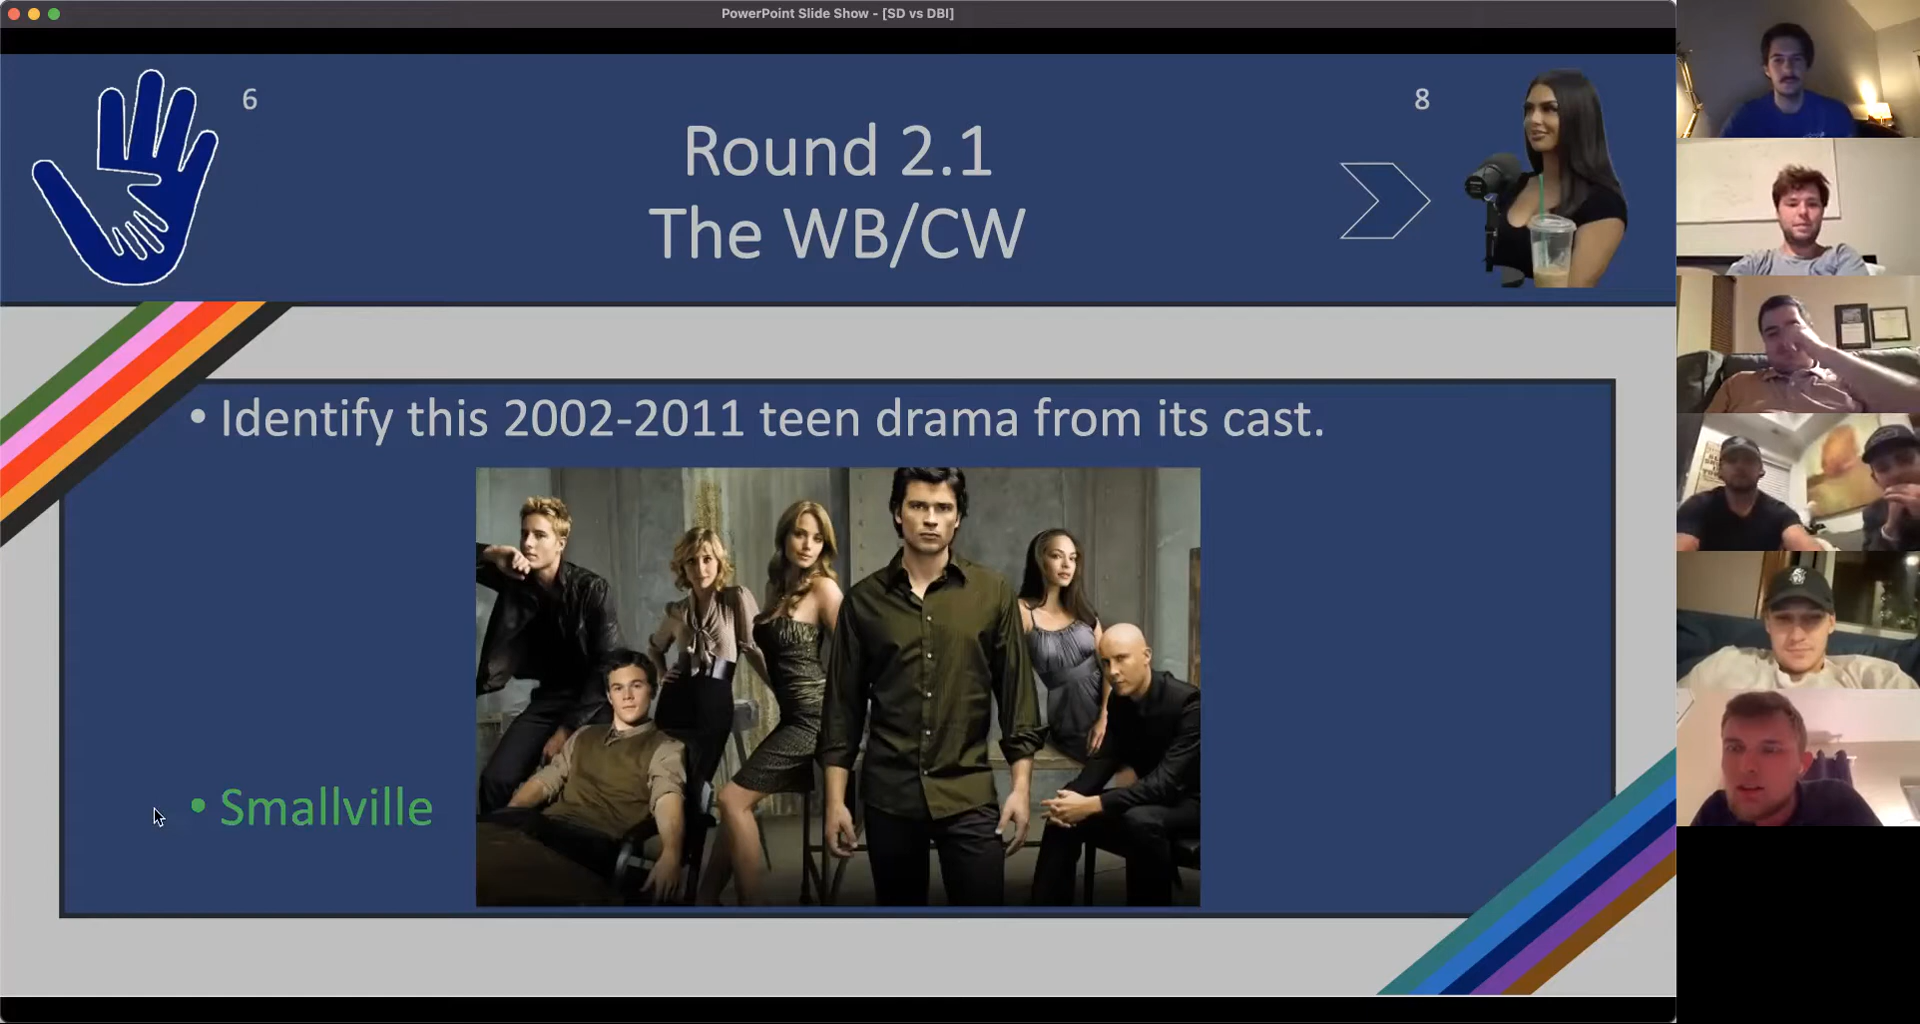 PowerPoint Slide Show - [SD vs DBI]
6
8
Round 2.1
The WB/CW
• Identify this 2002-2011 teen drama from its cast.
• Smallville